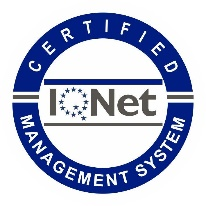 CERTIFIED
IQNet
MANAGEMENT SYSTEM